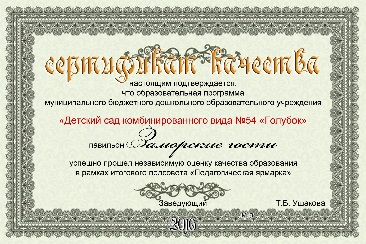 сертификат качества
настоящим подтверждается,
что образовательная программа
муниципального бюджетного дошкольного образовательного учреждения
«Детский сад комбинированного вида №54 «Голубок»
павильон Заморские гости
успешно прошел независимую оценку качества образования
в рамках итогового педсовета «Педагогическая ярмарка»
Заведующий Т.Б. Ушакова
2016